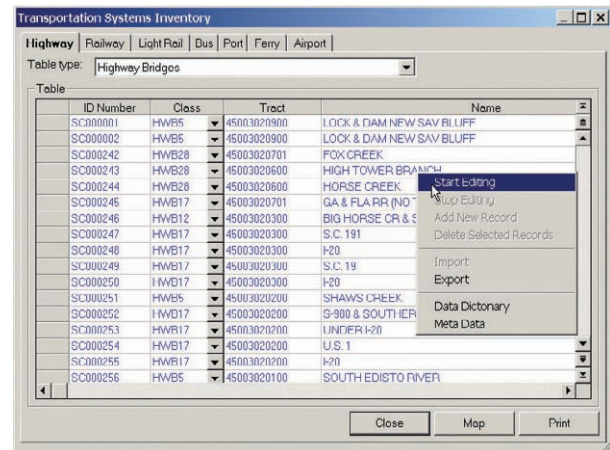 Transportation Systems Inventory
Highway Railway Light Rail Bus Port Ferry Airport
Table type: Highway Bridges
Table
ID Number Class Tract Name
SC000001 HWB5 45003020900 LOCK & DAM NEW SAV BLUFF
SC000002 HWB5 45003020900 LOCK & DAM NEW SAV BLUFF
SC000242 HWB28 45003020701 FOX CREEK
SC000243 HWB28 45003020600 HIGH TOWER BRANCH
SC000244 HWB28 45003020600 HORSE CREEK
SC000245 HWB17 45003020701 GA & FLA RR (NO
SC000246 HWB12 45003020300 BIG HORSE CR &
SC000247 HWB17 45003020300 S.C. 191
SC000248 HWB17 45003020300 I-20
SC000249 HWB17 45003020300 S.C. 19
SC000250 HWB17 45003020300 I-20
SC000251 HWB5 45003020200 SHAWS CREEK
SC000252 HWB17 45003020200 S-900 & SOUTHER
SC000253 HWB17 45003020200 UNDER I-20
SC000254 HWB17 45003020200 U.S. 1
SC000255 HWB17 45003020200 I-20
SC000256 HWB5 45003020100 SOUTH EDISTO RIVER
Start Editing
Stop Editing
Add New Record
Delete Selected Records
Import
Export
Data Dictonary
Meta Data
Close Map Print